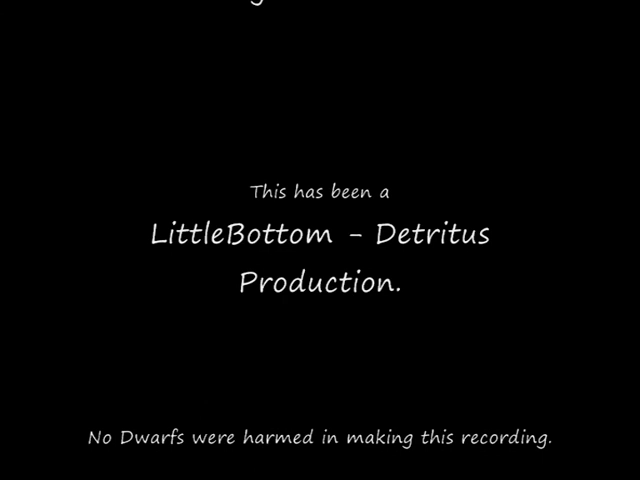 This has been a
LittleBottom - Detritus
Production.
No Dwarfs were harmed in making this recording.